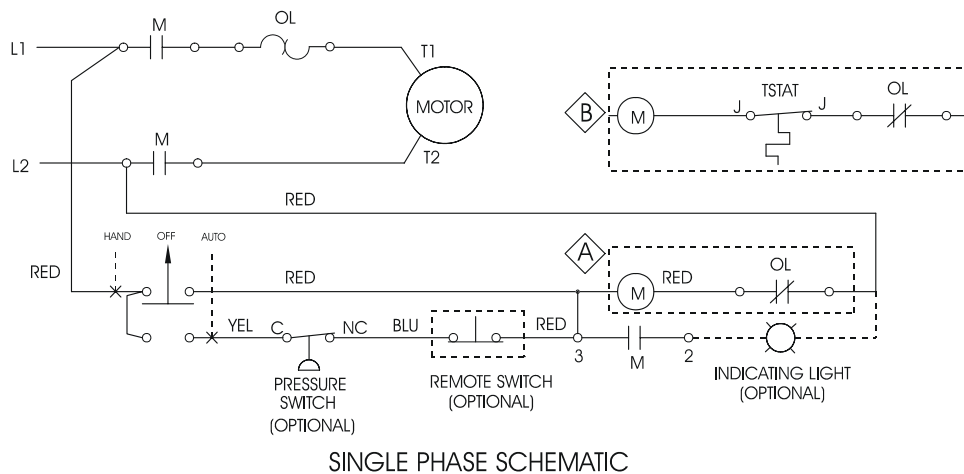 L1
M
OL
T1
MOTOR
T2
L2
M
RED
B
M
J
TSTAT
J
OL
HAND
OFF
AUTO
RED
RED
A
M
RED
OL
YEL
C
NC
BLU
RED
3
M
2
PRESSURE
SWITCH
(OPTIONAL)
REMOTE SWITCH
(OPTIONAL)
INDICATING LIGHT
(OPTIONAL)
SINGLE PHASE SCHEMATIC